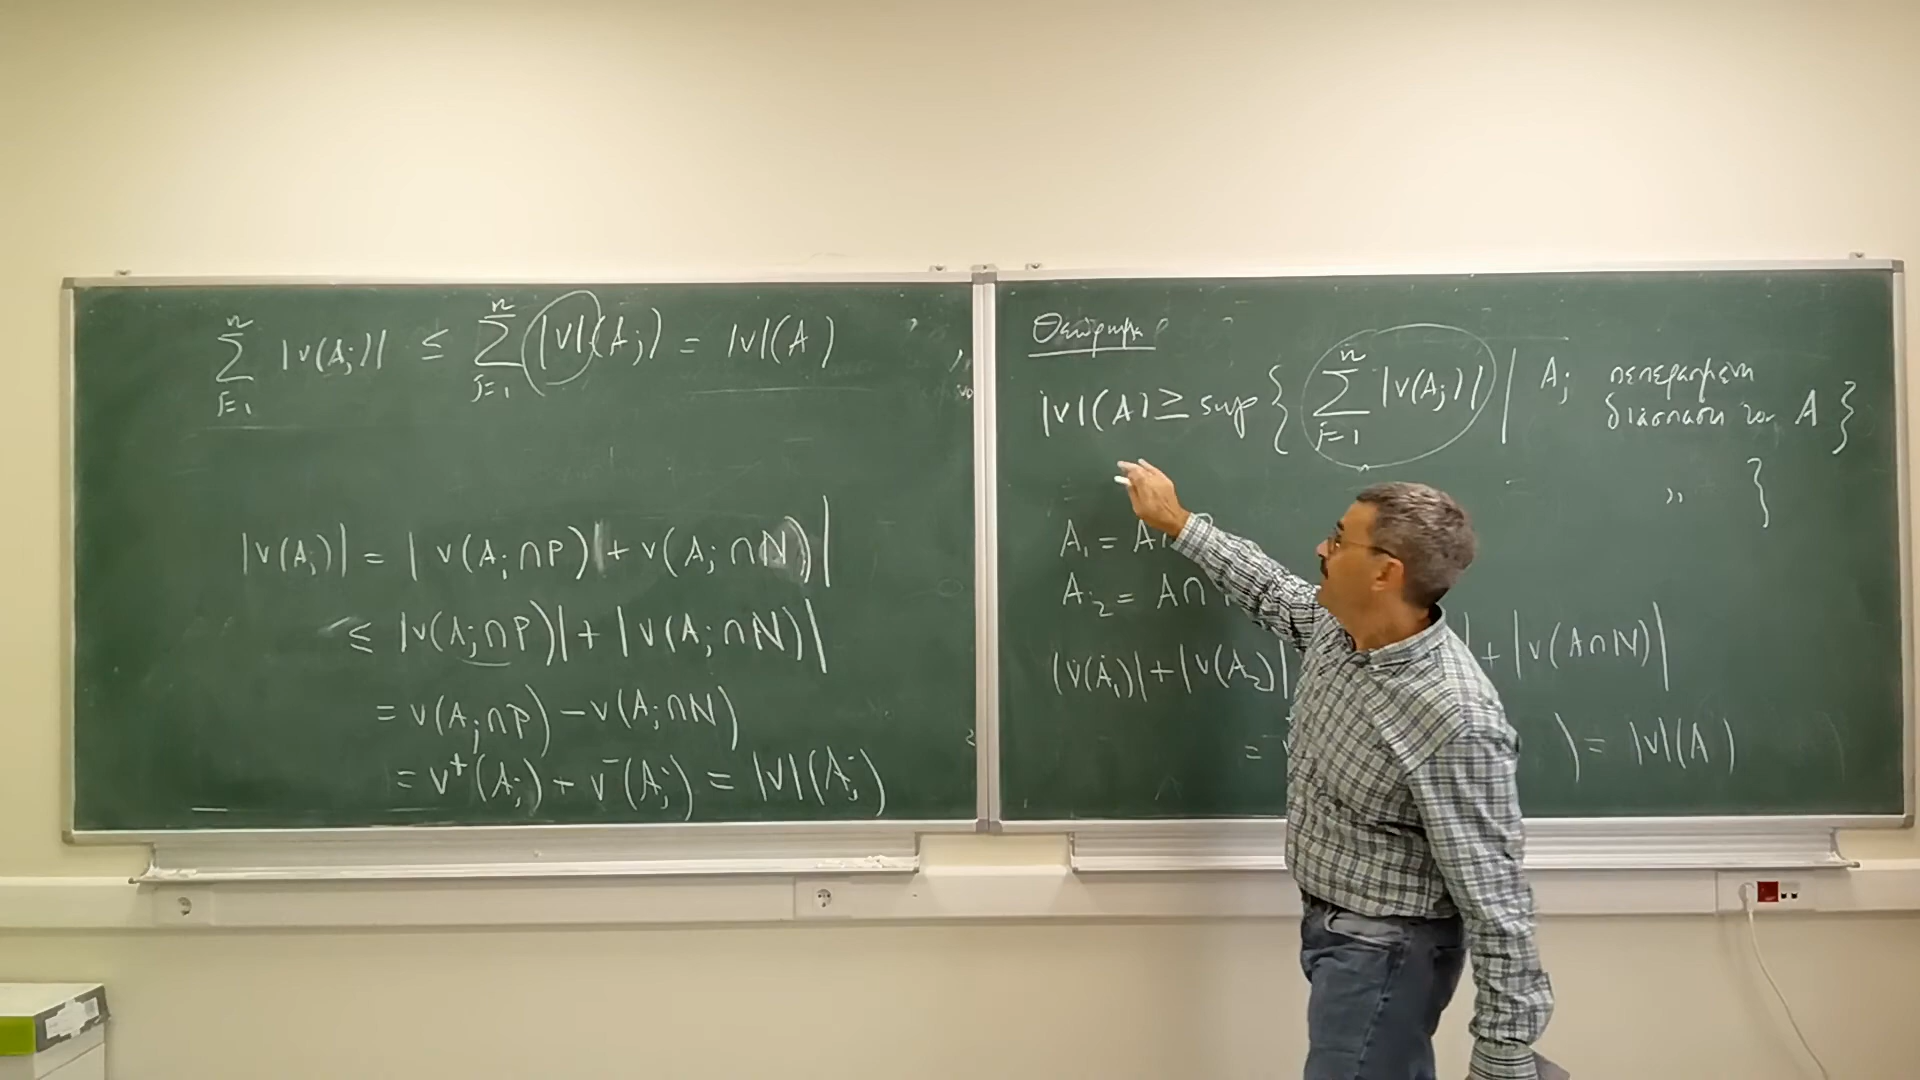 n
∑ |ν(A_j)| ≤ ∑ |ν|(A_j) = |ν|(A)
j=1
|ν(A_j)| = | ν(A_j∩P) + ν(A_j∩N)|
≤ |ν(A_j∩P)| + |ν(A_j∩N)|
= ν(A_j∩P) − ν(A_j∩N)
= ν⁺(A_j) + ν⁻(A_j) = |ν|(A_j)
Θεώρημα
|ν|(A) ≥ sup { ∑_{j=1}^n |ν(A_j)| | A_j πεπερασμένη
διάσπαση του A }
" }
A₁ = A∩
A₂ = A∩
|ν(A₁)| + |ν(A₂)| + |ν(A∩N)|
= ) = |ν|(A)